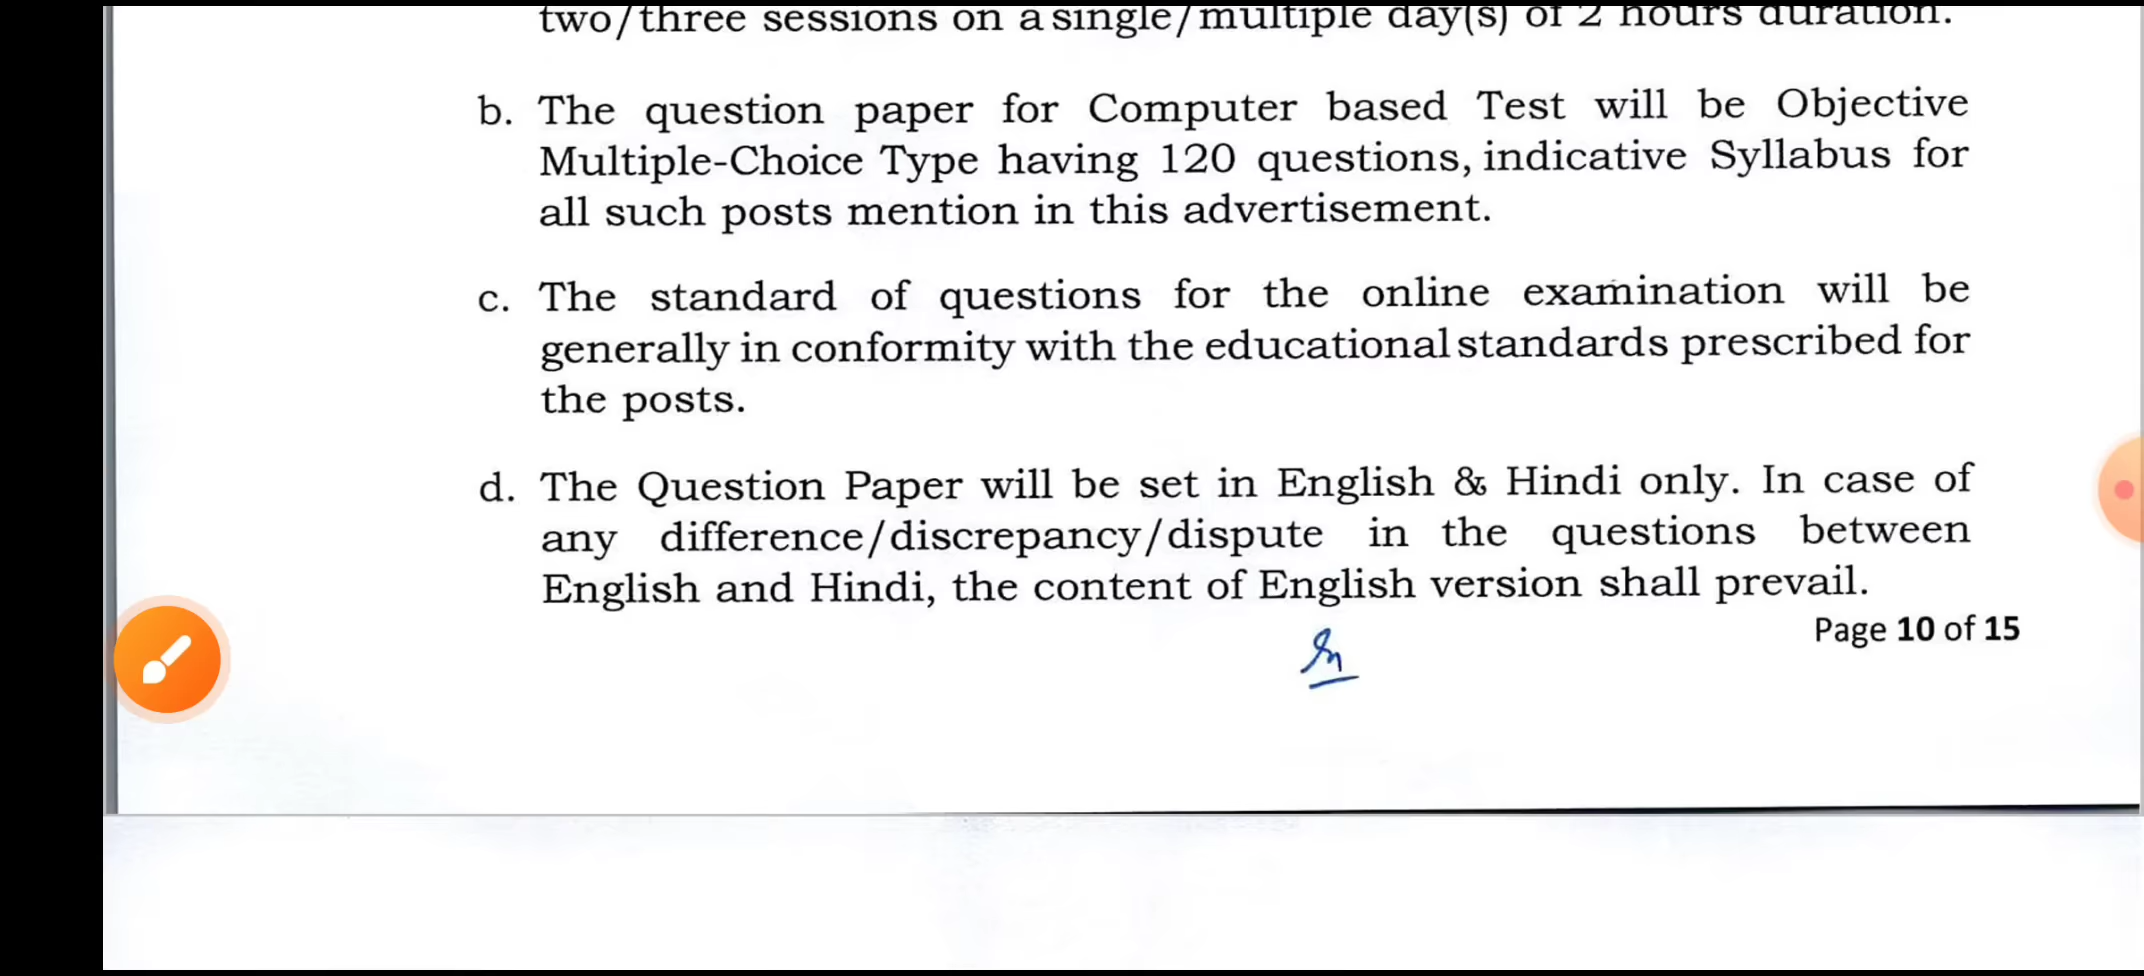 two/three sessions on a single/multiple day(s) of 2 hours duration.
b. The question paper for Computer based Test will be Objective
Multiple-Choice Type having 120 questions, indicative Syllabus for
all such posts mention in this advertisement.
c. The standard of questions for the online examination will be
generally in conformity with the educational standards prescribed for
the posts.
d. The Question Paper will be set in English & Hindi only. In case of
any difference/discrepancy/dispute in the questions between
English and Hindi, the content of English version shall prevail.
Page 10 of 15